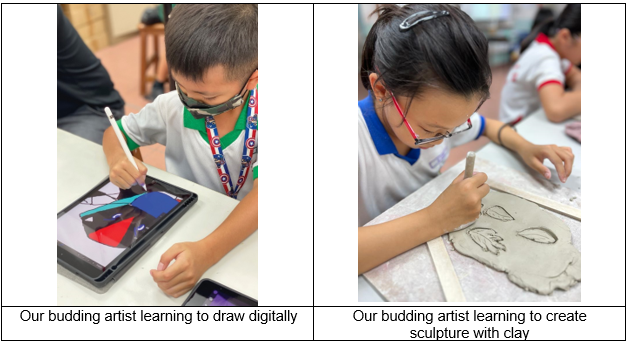 Our budding artist learning to draw digitally
Our budding artist learning to create
sculpture with clay